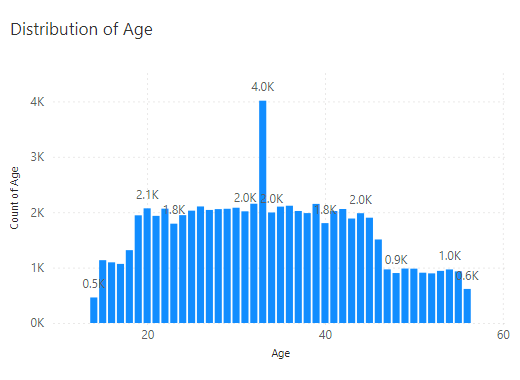 Distribution of Age
4.0K
4K
3K
2.1K
1.8K
2.0K
2.0K
.8K
2.0K
2K
0.9K
1.0K
0.6K
1K
0.5K
0K
20
40
60
Count of Age
Age